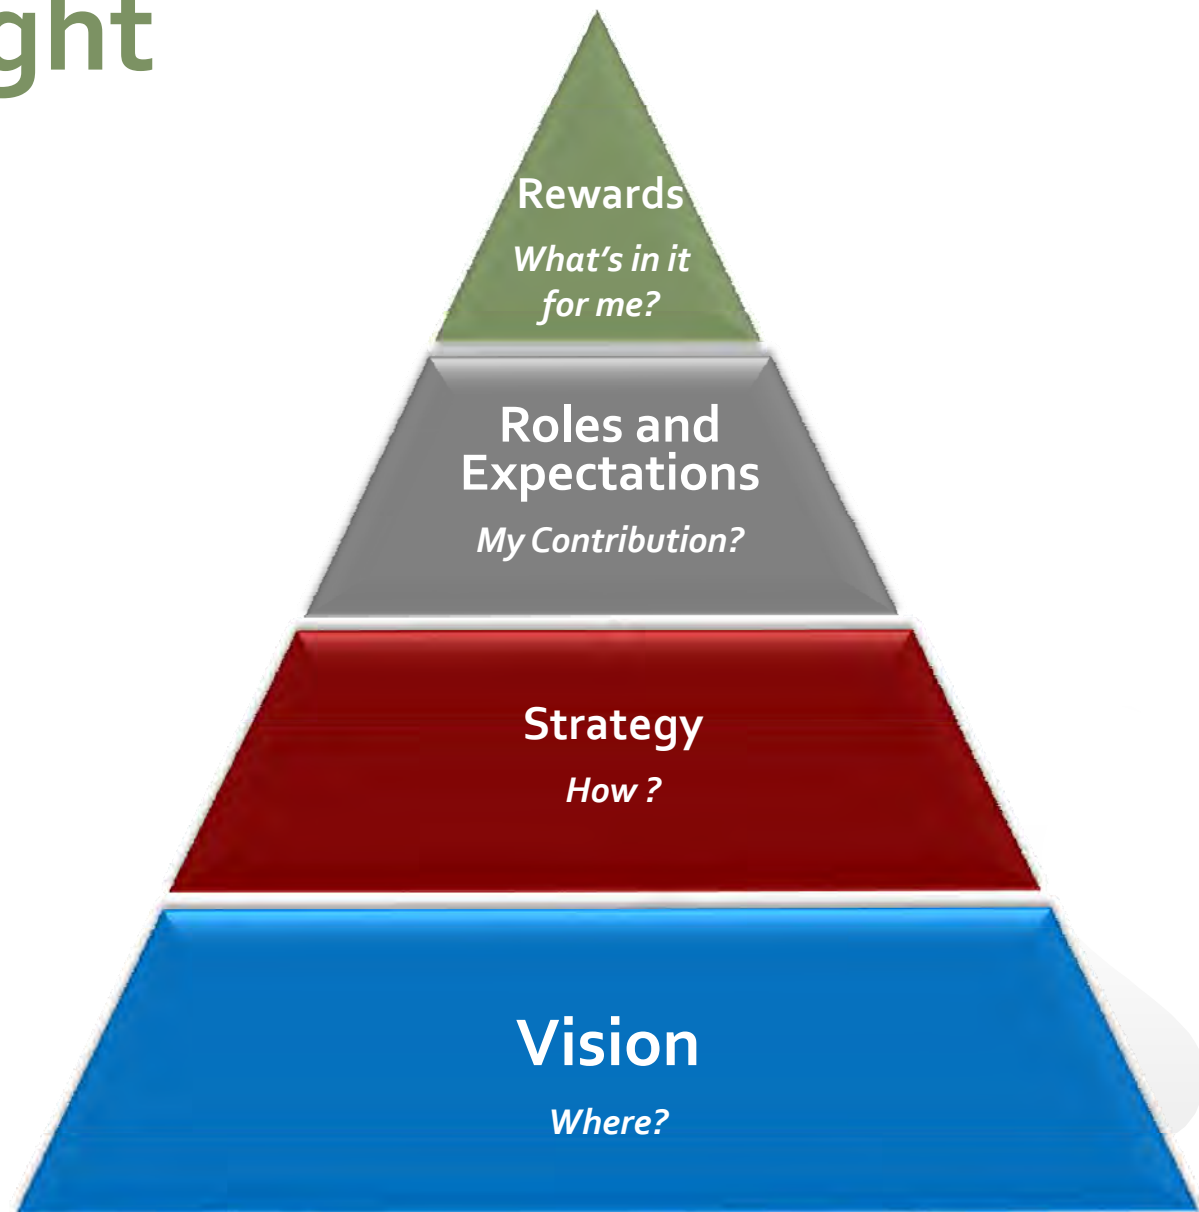 ght
Rewards
What's in it
for me?
Roles and
Expectations
My Contribution?
Strategy
How ?
Vision
Where?